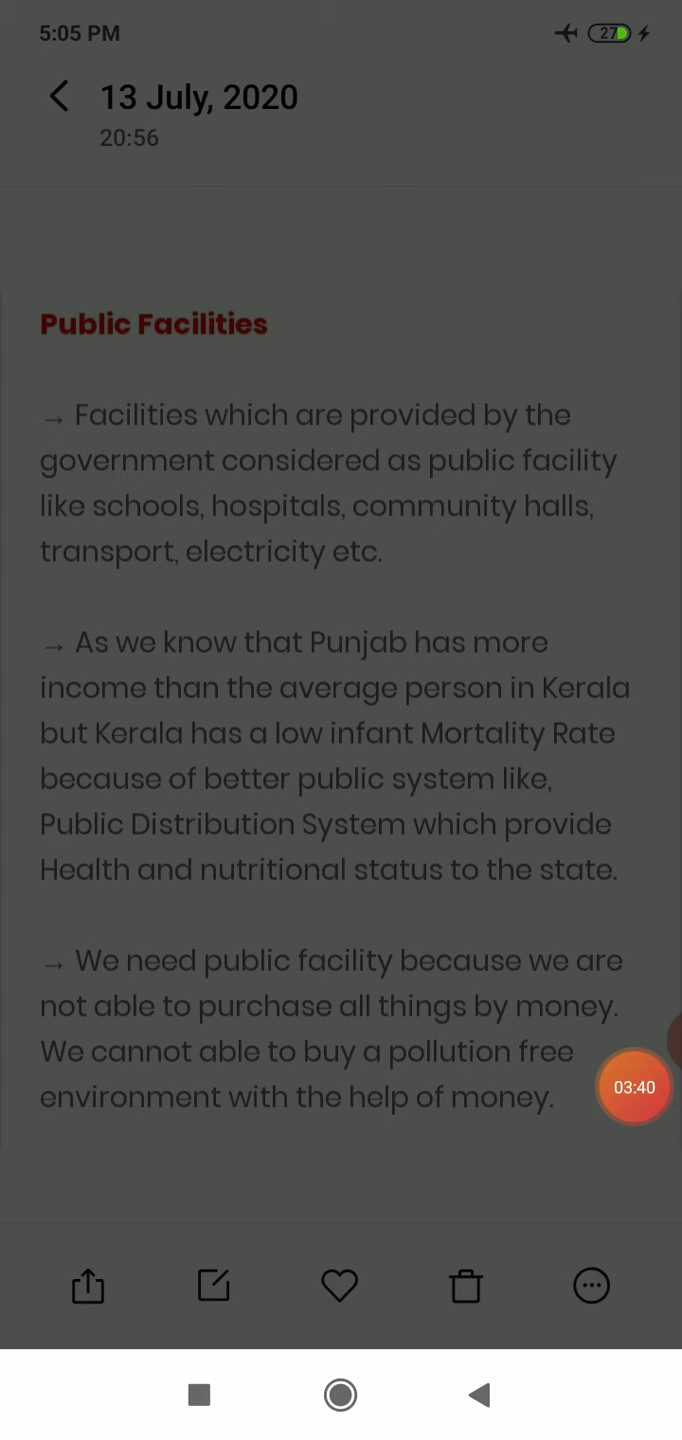 5:05 PM
27
13 July, 2020
20:56
Public Facilities
→ Facilities which are provided by the
government considered as public facility
like schools, hospitals, community halls,
transport, electricity etc.
→ As we know that Punjab has more
income than the average person in Kerala
but Kerala has a low infant Mortality Rate
because of better public system like,
Public Distribution System which provide
Health and nutritional status to the state.
→ We need public facility because we are
not able to purchase all things by money.
We cannot able to buy a pollution free
environment with the help of money.
03:40